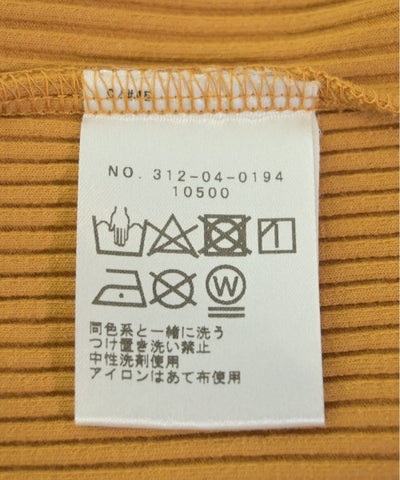 NO. 312-04-0194
10500
W
同色系と一緒に洗う
つけ置き洗い禁止
中性洗剤使用
アイロンはあて布使用